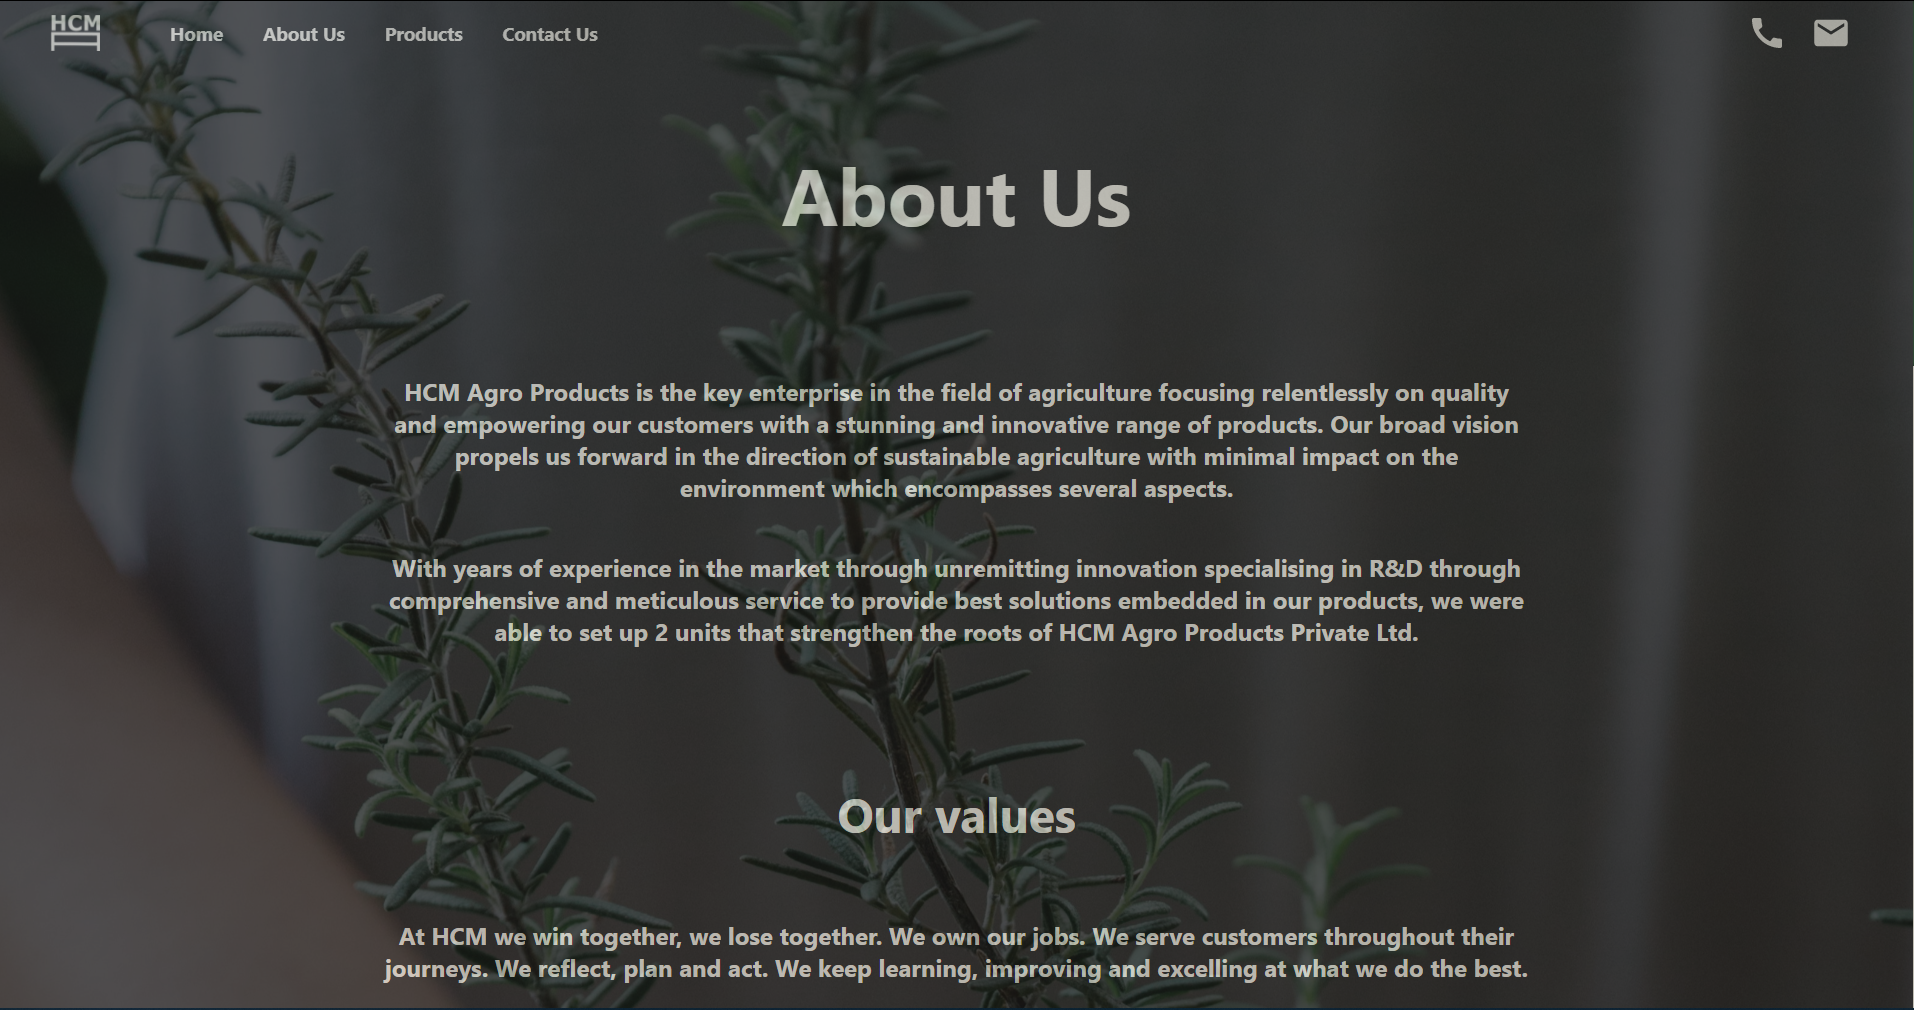 HCM
Home
About Us
Products
Contact Us
About Us
HCM Agro Products is the key enterprise in the field of agriculture focusing relentlessly on quality
and empowering our customers with a stunning and innovative range of products. Our broad vision
propels us forward in the direction of sustainable agriculture with minimal impact on the
environment which encompasses several aspects.
With years of experience in the market through unremitting innovation specialising in R&D through
comprehensive and meticulous service to provide best solutions embedded in our products, we were
able to set up 2 units that strengthen the roots of HCM Agro Products Private Ltd.
Our values
At HCM we win together, we lose together. We own our jobs. We serve customers throughout their
journeys. We reflect, plan and act. We keep learning, improving and excelling at what we do the best.